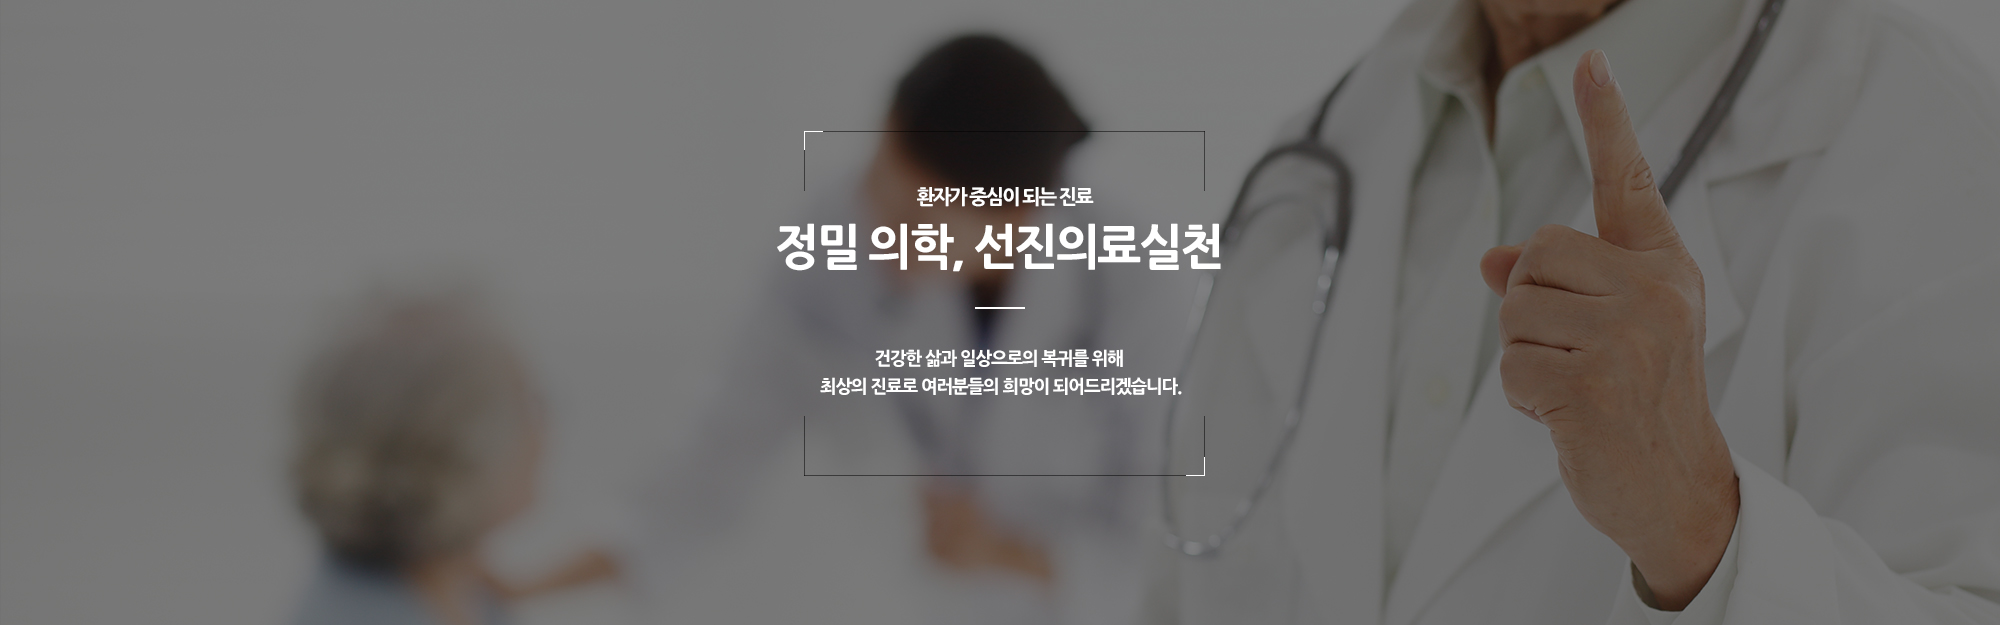 환자가 중심이 되는 진료
정밀 의학, 선진의료실천
건강한 삶과 일상으로의 복귀를 위해
최상의 진료로 여러분들의 희망이 되어드리겠습니다.